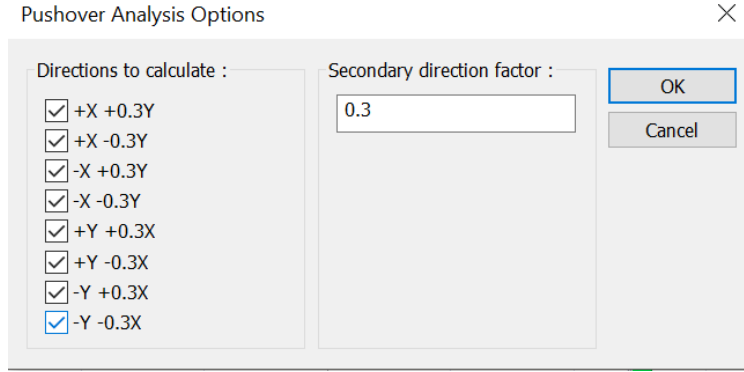 Pushover Analysis Options
Directions to calculate :
+X +0.3Y
+X -0.3Y
-X +0.3Y
-X -0.3Y
+Y +0.3X
+Y -0.3X
-Y +0.3X
-Y -0.3X
Secondary direction factor :
0.3
OK
Cancel